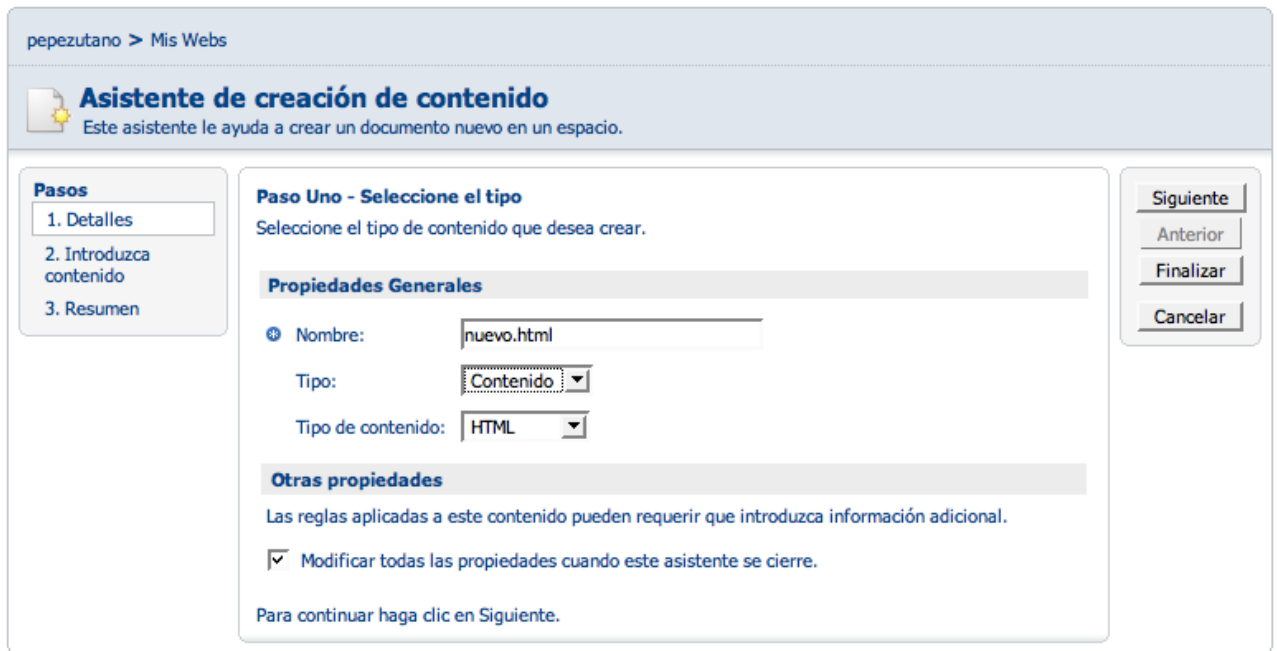 pepezutano > Mis Webs
Asistente de creación de contenido
Este asistente le ayuda a crear un documento nuevo en un espacio.
Pasos
1. Detalles
2. Introduzca
contenido
3. Resumen
Paso Uno - Seleccione el tipo
Seleccione el tipo de contenido que desea crear.
Propiedades Generales
Nombre: nuevo.html
Tipo: Contenido
Tipo de contenido: HTML
Otras propiedades
Las reglas aplicadas a este contenido pueden requerir que introduzca información adicional.
Modificar todas las propiedades cuando este asistente se cierre.
Para continuar haga clic en Siguiente.
Siguiente
Anterior
Finalizar
Cancelar